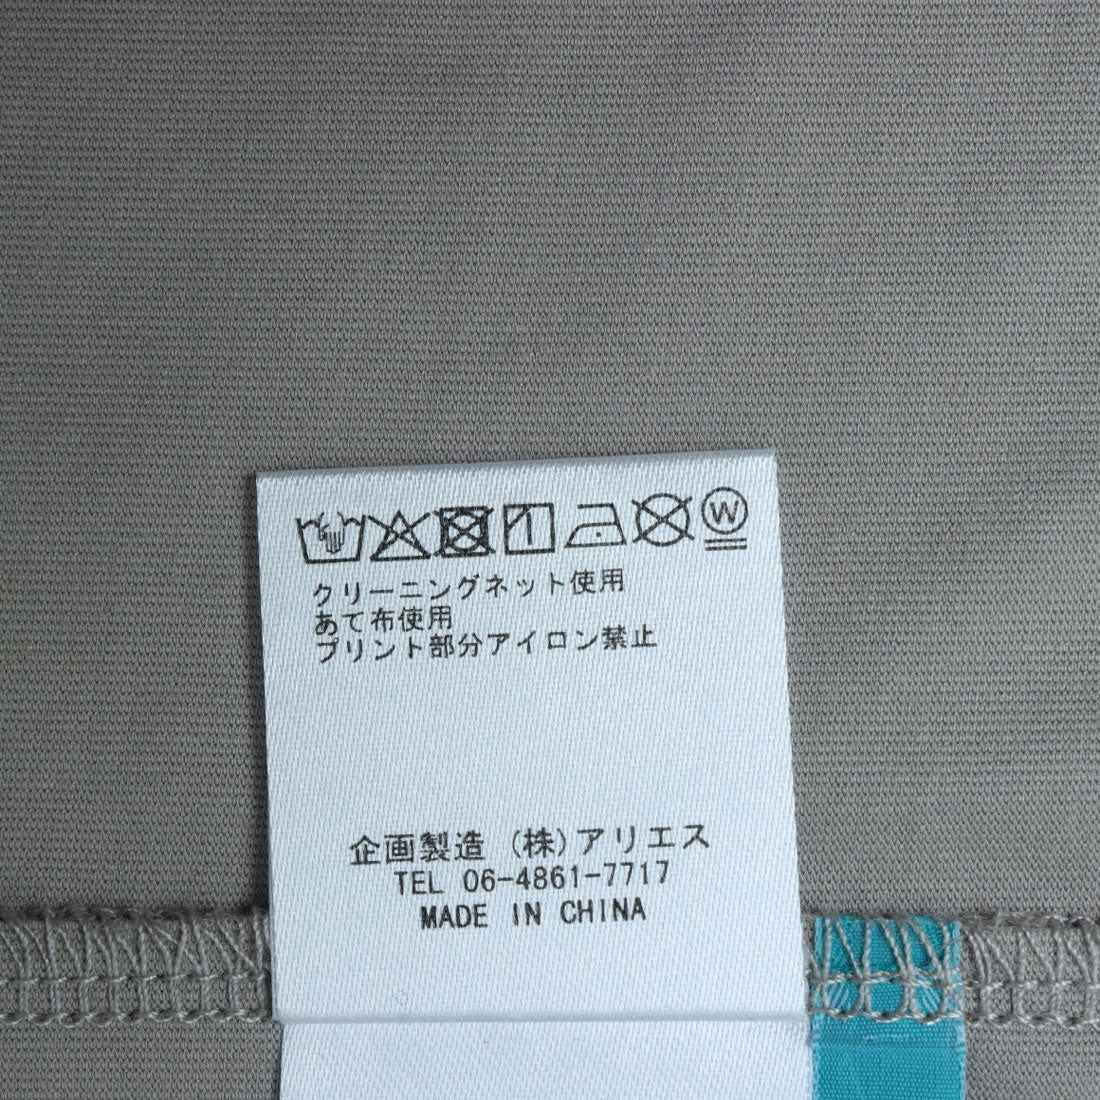 W
クリーニングネット使用
あて布使用
プリント部分アイロン禁止
企画製造 (株)アリエス
TEL 06-4861-7717
MADE IN CHINA